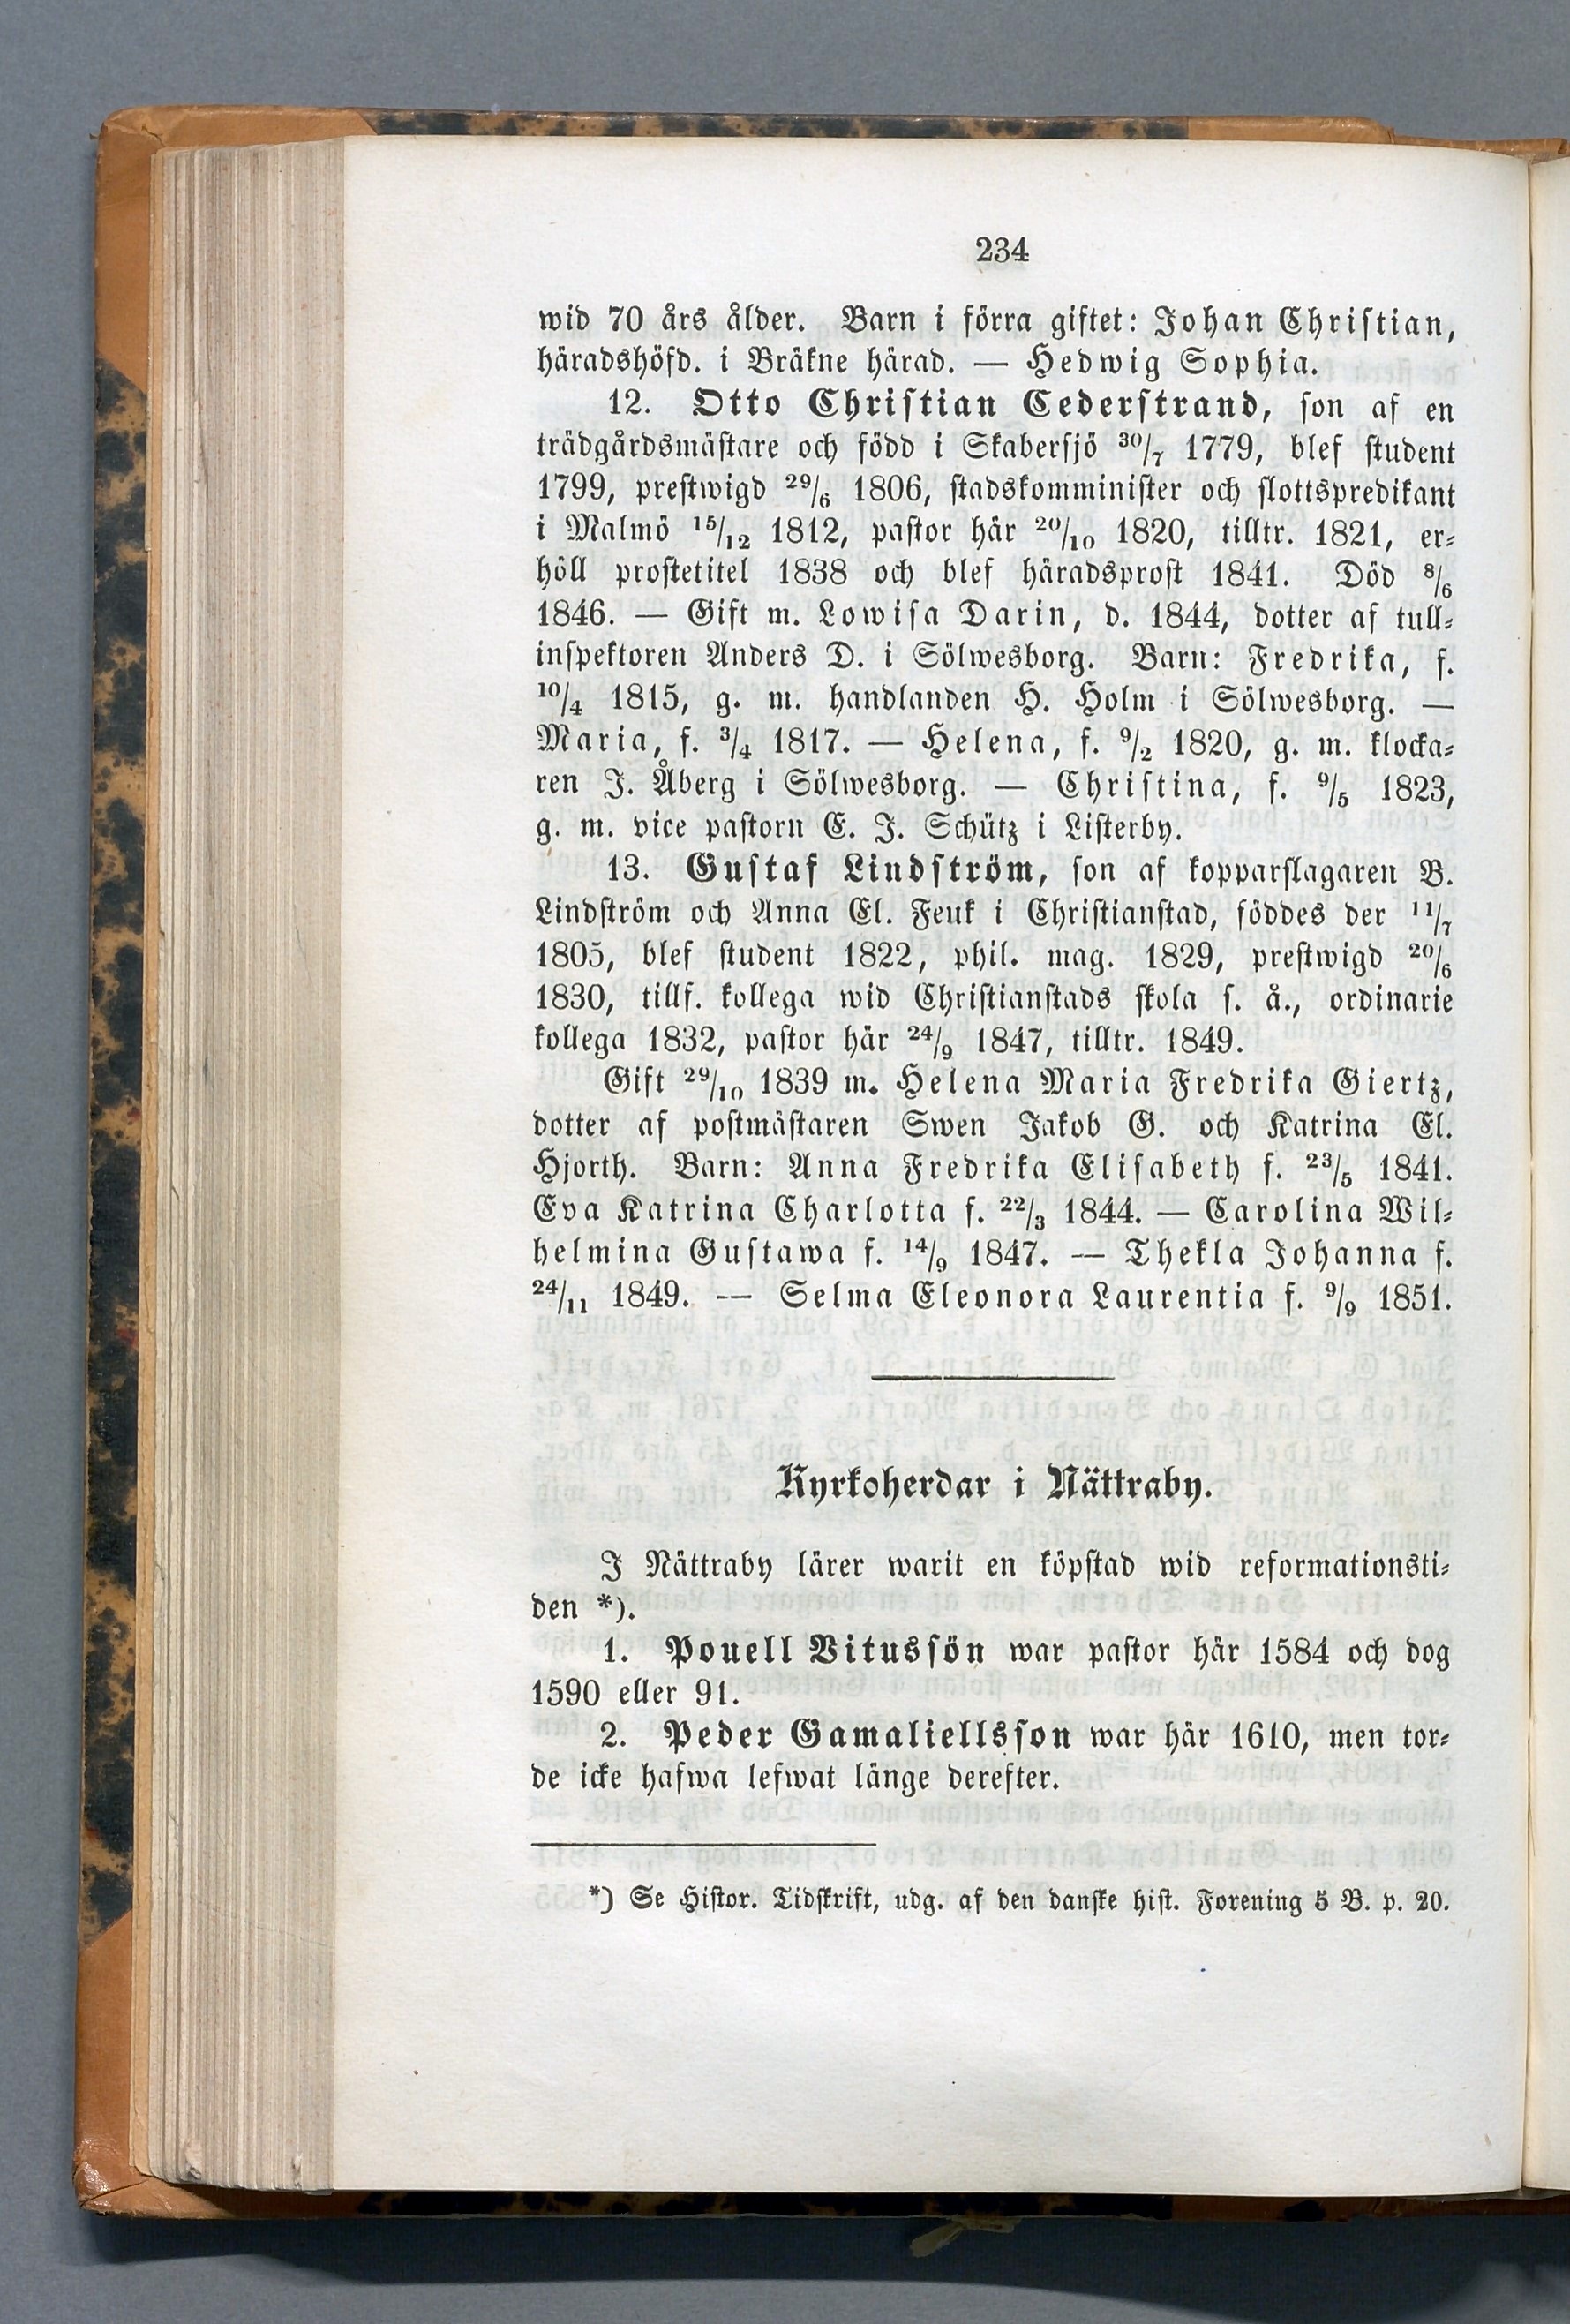 234
wid 70 års ålder. Barn i förra giftet: Johan Christian,
häradshöfd. i Bräkne härad. — Hedwig Sophia.
12. Otto Christian Cederstrand, son af en
trädgårdsmästare och född i Skabersjö 30/7 1779, blef student
1799, prestwigd 29/6 1806, stadskomminister och slottspredikant
i Malmö 15/12 1812, pastor här 20/10 1820, tilltr. 1821, er-
höll prostetitel 1838 och blef häradsprost 1841. Död 8/6
1846. — Gift m. Lowisa Darin, d. 1844, dotter af tull-
inspektoren Anders D. i Sölwesborg. Barn: Fredrika, f.
10/4 1815, g. m. handlanden H. Holm i Sölwesborg. —
Maria, f. 3/4 1817. — Helena, f. 9/2 1820, g. m. klocka-
ren J. Åberg i Sölwesborg. — Christina, f. 9/5 1823,
g. m. vice pastorn C. J. Schütz i Listerby.
13. Gustaf Lindström, son af kopparslagaren B.
Lindström och Anna El. Feuk i Christianstad, föddes der 11/7
1805, blef student 1822, phil. mag. 1829, prestwigd 20/6
1830, tillf. kollega wid Christianstads skola s. å., ordinarie
kollega 1832, pastor här 24/9 1847, tilltr. 1849.
Gift 29/10 1839 m. Helena Maria Fredrika Giertz,
dotter af postmästaren Swen Jakob G. och Katrina El.
Hjorth. Barn: Anna Fredrika Elisabeth f. 23/5 1841.
Eva Katrina Charlotta f. 22/3 1844. — Carolina Wil-
helmina Gustawa f. 14/9 1847. — Thekla Johanna f.
24/11 1849. — Selma Eleonora Laurentia f. 9/9 1851.
Kyrkoherdar i Nättraby.
I Nättraby lärer warit en köpstad wid reformationsti-
den *).
1. Pouell Vitussön war pastor här 1584 och dog
1590 eller 91.
2. Peder Gamaliellsson war här 1610, men tor-
de icke hafwa lefwat länge derefter.
*) Se Histor. Tidskrift, udg. af den danske hist. Forening 5 B. p. 20.